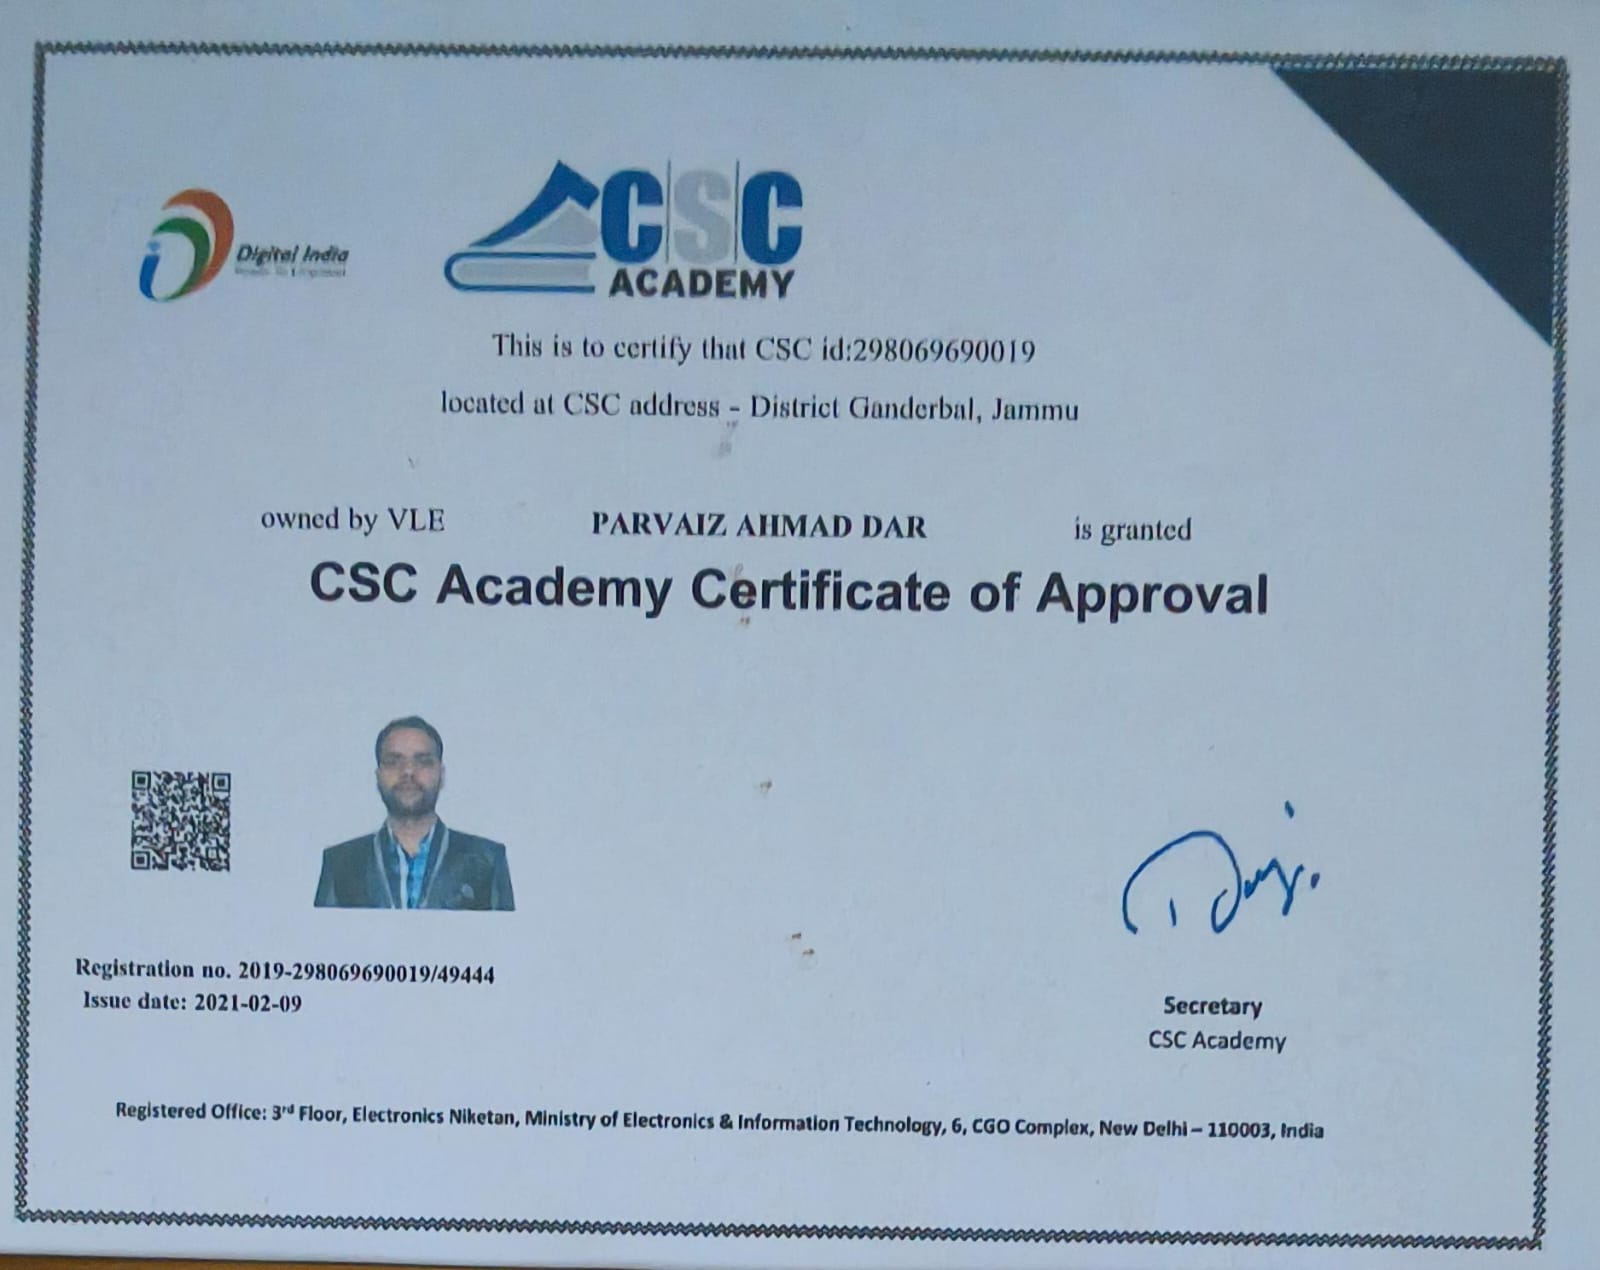 Digital India
CSC
ACADEMY
This is to certify that CSC id:298069690019
located at CSC address - District Ganderbal, Jammu
owned by VLE PARVAIZ AHMAD DAR is granted
CSC Academy Certificate of Approval
Registration no. 2019-298069690019/49444
Issue date: 2021-02-09
Secretary
CSC Academy
Registered Office: 3rd Floor, Electronics Niketan, Ministry of Electronics & Information Technology, 6, CGO Complex, New Delhi – 110003, India